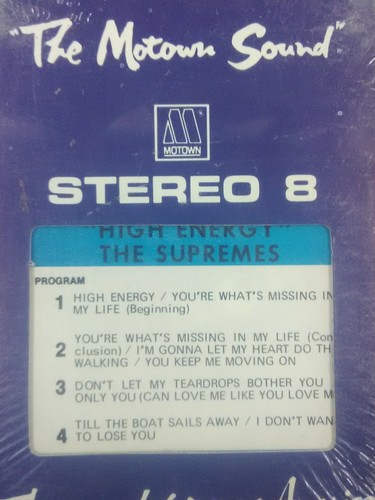 "The Motown Sound"
M
MOTOWN
STEREO 8
"HIGH ENERGY"
THE SUPREMES
PROGRAM
1 HIGH ENERGY / YOU'RE WHAT'S MISSING IN
MY LIFE (Beginning)
2 YOU'RE WHAT'S MISSING IN MY LIFE (Con
clusion) / I'M GONNA LET MY HEART DO TH
WALKING / YOU KEEP ME MOVING ON
3 DON'T LET MY TEARDROPS BOTHER YOU
ONLY YOU (CAN LOVE ME LIKE YOU LOVE M
4 TILL THE BOAT SAILS AWAY / I DON'T WAN
TO LOSE YOU